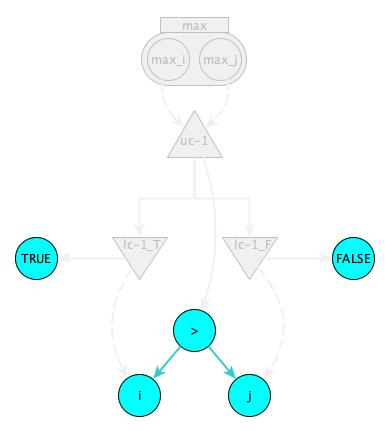 max
max_i max_j
uc-1
lc-1_T lc-1_F
TRUE FALSE
>
i j